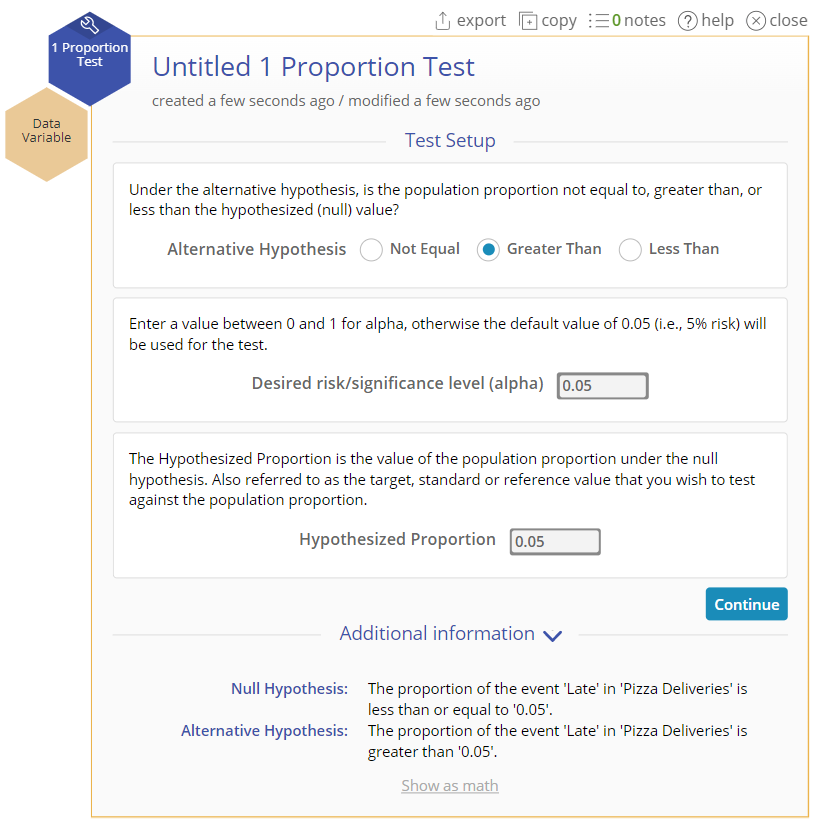 export copy 0 notes help close
1 Proportion
Test
Untitled 1 Proportion Test
created a few seconds ago / modified a few seconds ago
Data
Variable
Test Setup
Under the alternative hypothesis, is the population proportion not equal to, greater than, or
less than the hypothesized (null) value?
Alternative Hypothesis Not Equal Greater Than Less Than
Enter a value between 0 and 1 for alpha, otherwise the default value of 0.05 (i.e., 5% risk) will
be used for the test.
Desired risk/significance level (alpha) 0.05
The Hypothesized Proportion is the value of the population proportion under the null
hypothesis. Also referred to as the target, standard or reference value that you wish to test
against the population proportion.
Hypothesized Proportion 0.05
Continue
Additional information
Null Hypothesis: The proportion of the event 'Late' in 'Pizza Deliveries' is
less than or equal to '0.05'.
Alternative Hypothesis: The proportion of the event 'Late' in 'Pizza Deliveries' is
greater than '0.05'.
Show as math